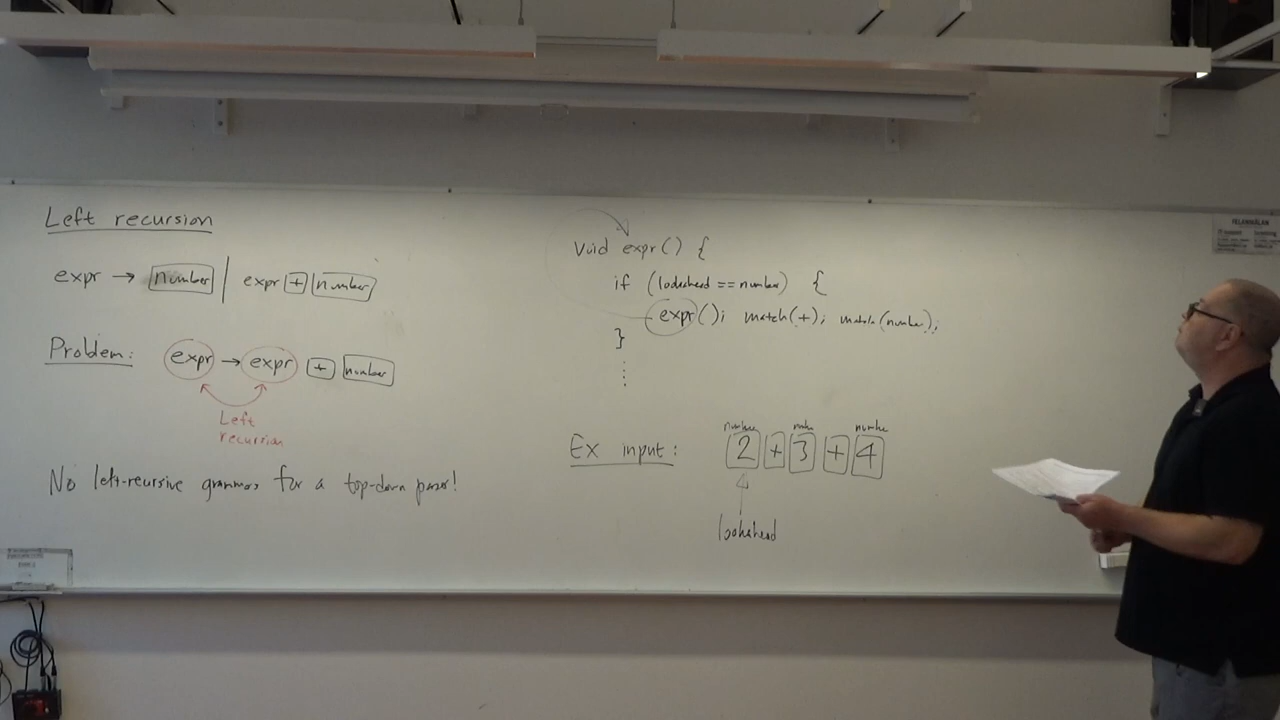 Left recursion
expr → number | expr + number
Problem: expr → expr + number
Left
recursion
No left-recursive grammars for a top-down parser!
void expr() {
if (lookahead == number) {
expr(); match(+); match(number);
}
Ex input:
number number number
2 + 3 + 4
lookahead